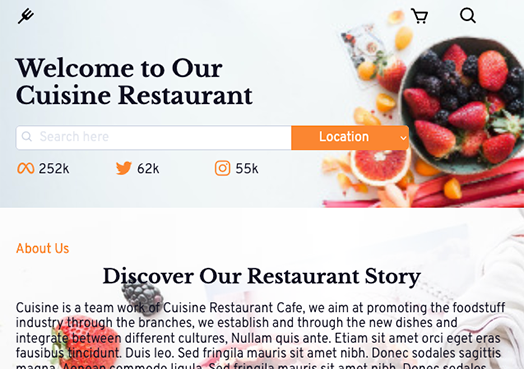 Welcome to Our
Cuisine Restaurant
Search here
Location
252k
62k
55k
About Us
Discover Our Restaurant Story
Cuisine is a team work of Cuisine Restaurant Cafe, we aim at promoting the foodstuff
industry through the branches, we establish and through the new dishes and
integrate between different cultures, Nullam quis ante. Etiam sit amet orci eget eras
fausibus tincidunt. Duis leo. Sed fringila mauris sit amet nibh. Donec sodales sagittis
magna. Aenean commodo ligula. Sed fringila mauris sit amet nibh. Donec sodales